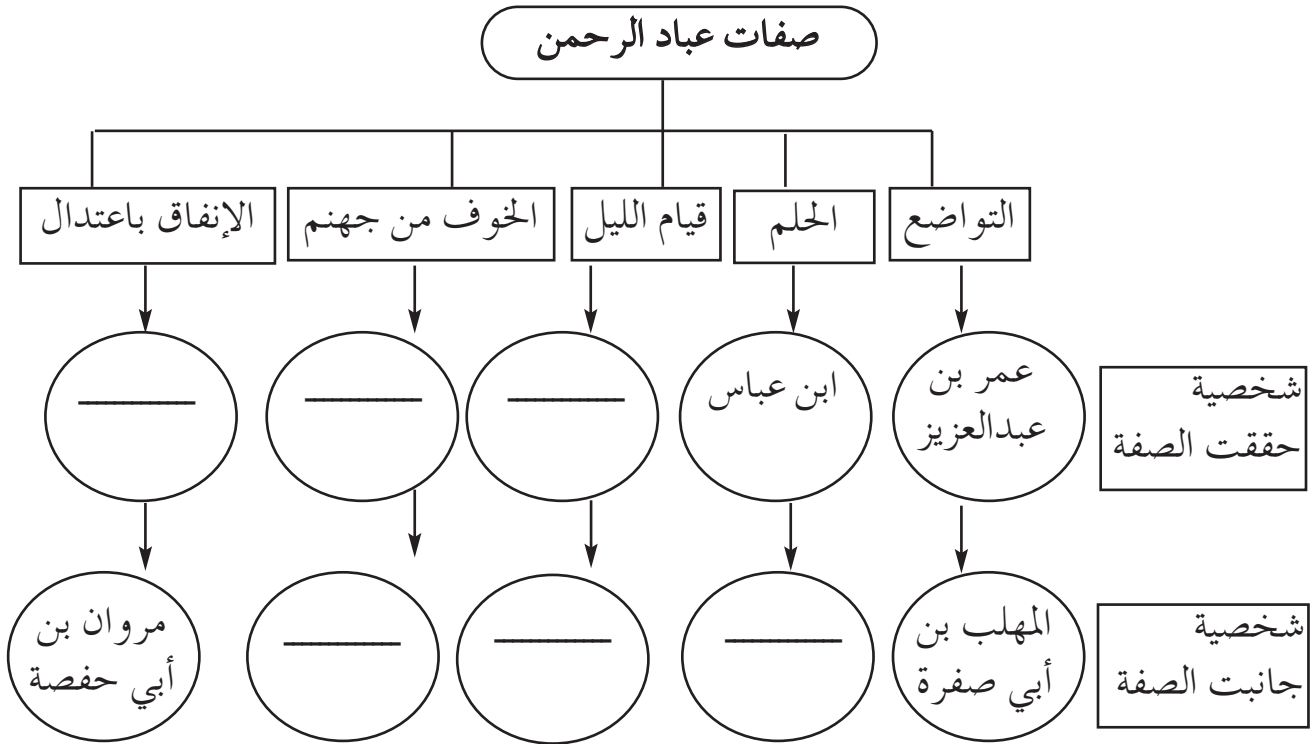 صفات عباد الرحمن
التواضع
الحلم
قيام الليل
الخوف من جهنم
الإنفاق باعتدال
شخصية
حققت الصفة
عمر بن
عبدالعزيز
ابن عباس
شخصية
جانبت الصفة
المهلب بن
أبي صفرة
مروان بن
أبي حفصة